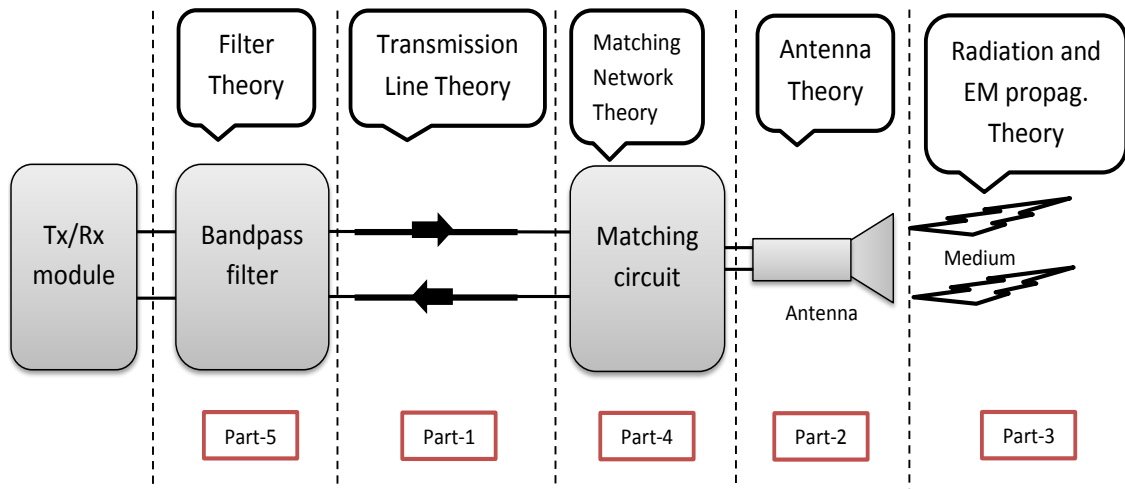 Filter
Theory
Transmission
Line Theory
Matching
Network
Theory
Antenna
Theory
Radiation and
EM propag.
Theory
Tx/Rx
module
Bandpass
filter
Matching
circuit
Antenna
Medium
Part-5
Part-1
Part-4
Part-2
Part-3